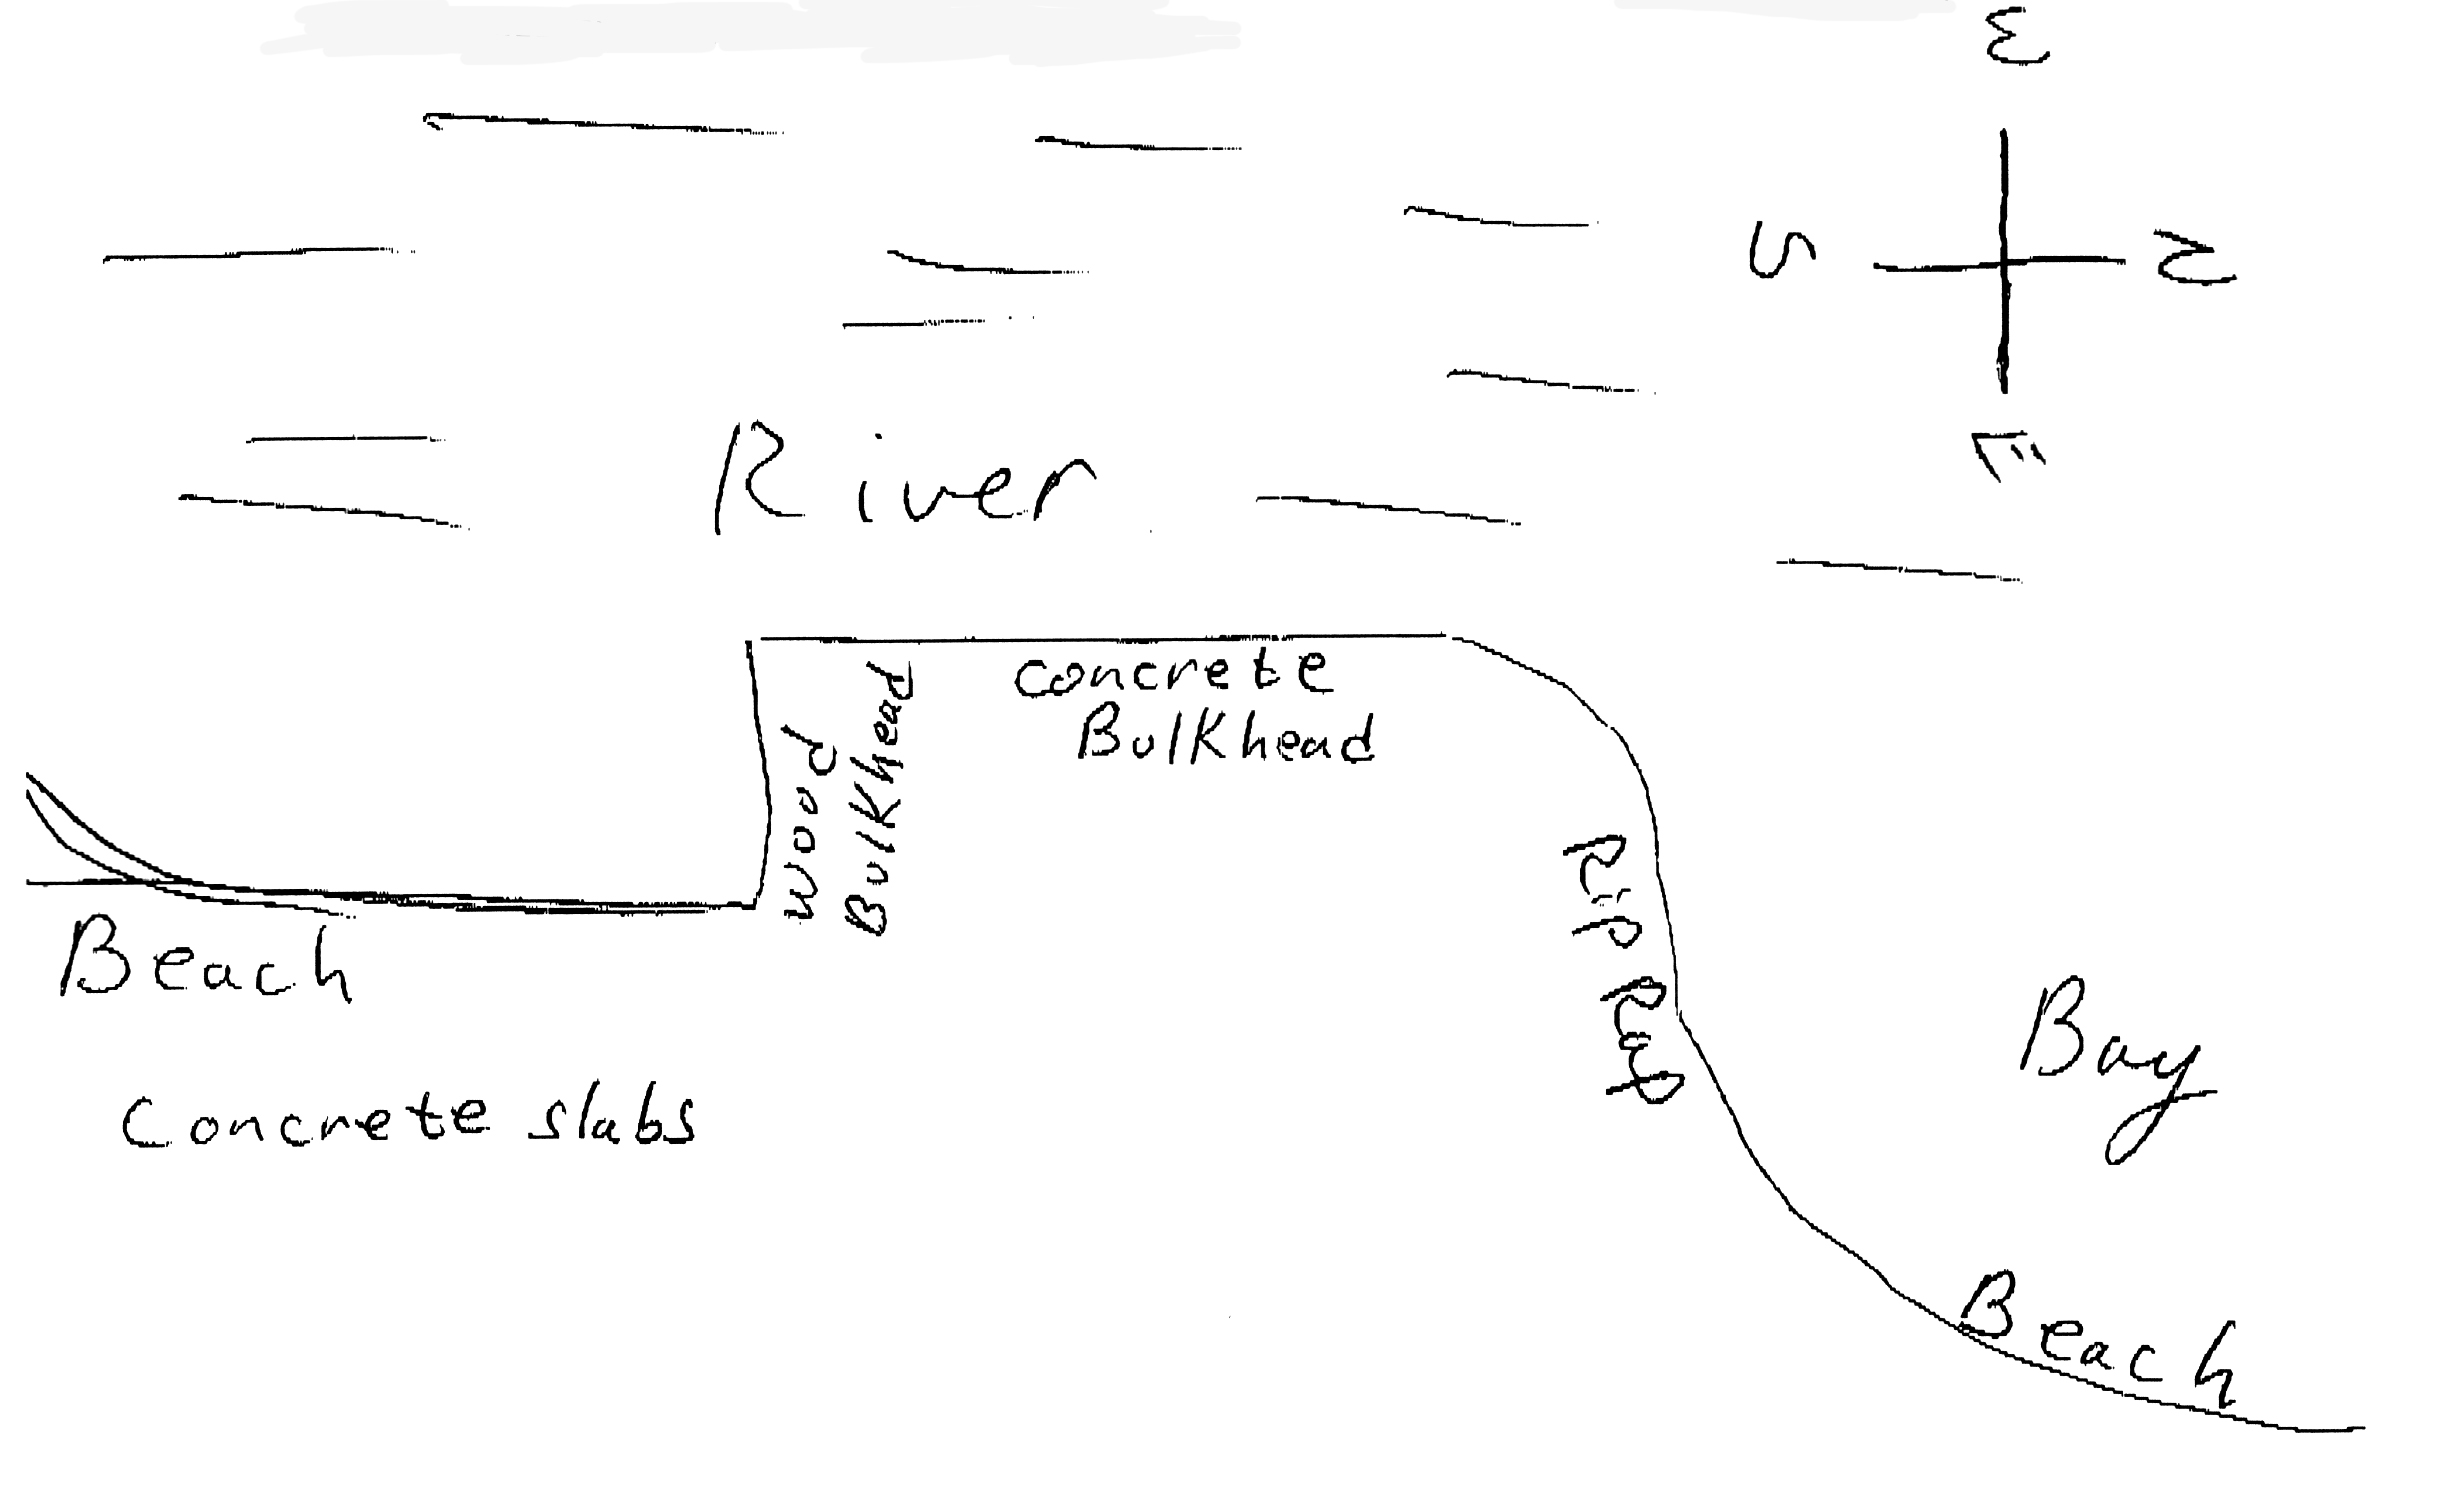 W
S
N
E
River
Concrete
Bulkhead
Wood
Bulkhead
Rip Rap
Beach
Concrete slabs
Bay
Beach